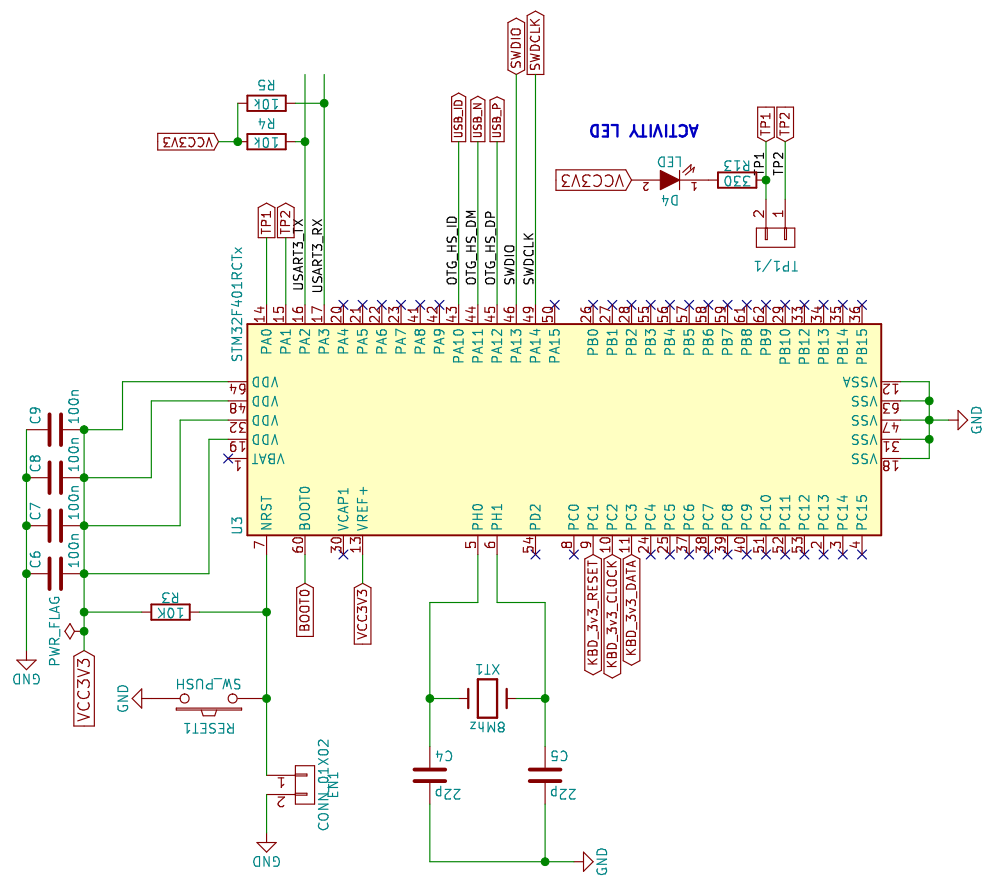 SWDIO
SWDCLK
R5
10k
R4
10k
VCC3V3
USB_ID
USB_N
USB_P
ACTIVITY LED
TP1
TP2
VCC3V3
LED
D4
2
1
R13
330
TP1
TP2
2
1
TP1/1
TP1
TP2
USART3_TX
USART3_RX
OTG_HS_ID
OTG_HS_DM
OTG_HS_DP
SWDIO
SWDCLK
STM32F401RCTx
14
15
16
17
20
21
22
23
41
42
43
44
45
46
49
50
26
27
28
55
56
57
58
59
61
62
29
33
34
35
36
PA0
PA1
PA2
PA3
PA4
PA5
PA6
PA7
PA8
PA9
PA10
PA11
PA12
PA13
PA14
PA15
PB0
PB1
PB2
PB3
PB4
PB5
PB6
PB7
PB8
PB9
PB10
PB12
PB13
PB14
PB15
64 VDD
48 VDD
32 VDD
19 VDD
1 VBAT
VSSA 12
VSS 63
VSS 47
VSS 31
VSS 18
GND
C9
100n
C8
100n
C7
100n
C6
100n
U3
NRST
BOOT0
VCAP1
VREF+
PH0
PH1
PD2
PC0
PC1
PC2
PC3
PC4
PC5
PC6
PC7
PC8
PC9
PC10
PC11
PC12
PC13
PC14
PC15
7
60
30
13
5
6
54
8
9
10
11
24
25
37
38
39
40
51
52
53
2
3
4
BOOT0
VCC3V3
KBD_3v3_RESET
KBD_3v3_CLOCK
KBD_3v3_DATA
R3
10K
PWR_FLAG
GND
VCC3V3
GND
SW_PUSH
RESET1
XT1
8Mhz
CONN_01X02
EN1
1
2
GND
C4
22p
C5
22p
GND